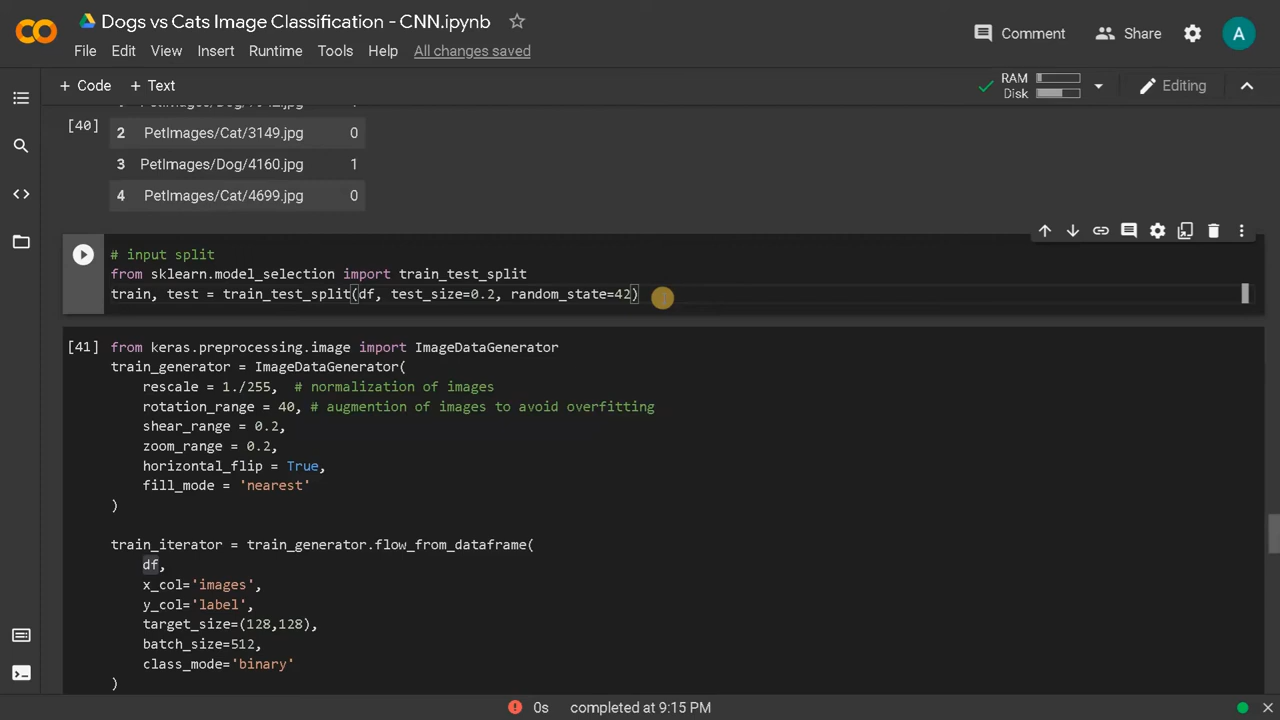 Dogs vs Cats Image Classification - CNN.ipynb
File Edit View Insert Runtime Tools Help All changes saved
Comment Share A
+ Code + Text
RAM
Disk
Editing
[40]
2 PetImages/Cat/3149.jpg 0
3 PetImages/Dog/4160.jpg 1
4 PetImages/Cat/4699.jpg 0
# input split
from sklearn.model_selection import train_test_split
train, test = train_test_split(df, test_size=0.2, random_state=42)
[41] from keras.preprocessing.image import ImageDataGenerator
train_generator = ImageDataGenerator(
rescale = 1./255, # normalization of images
rotation_range = 40, # augmention of images to avoid overfitting
shear_range = 0.2,
zoom_range = 0.2,
horizontal_flip = True,
fill_mode = 'nearest'
)
train_iterator = train_generator.flow_from_dataframe(
df,
x_col='images',
y_col='label',
target_size=(128,128),
batch_size=512,
class_mode='binary'
)
0s completed at 9:15 PM